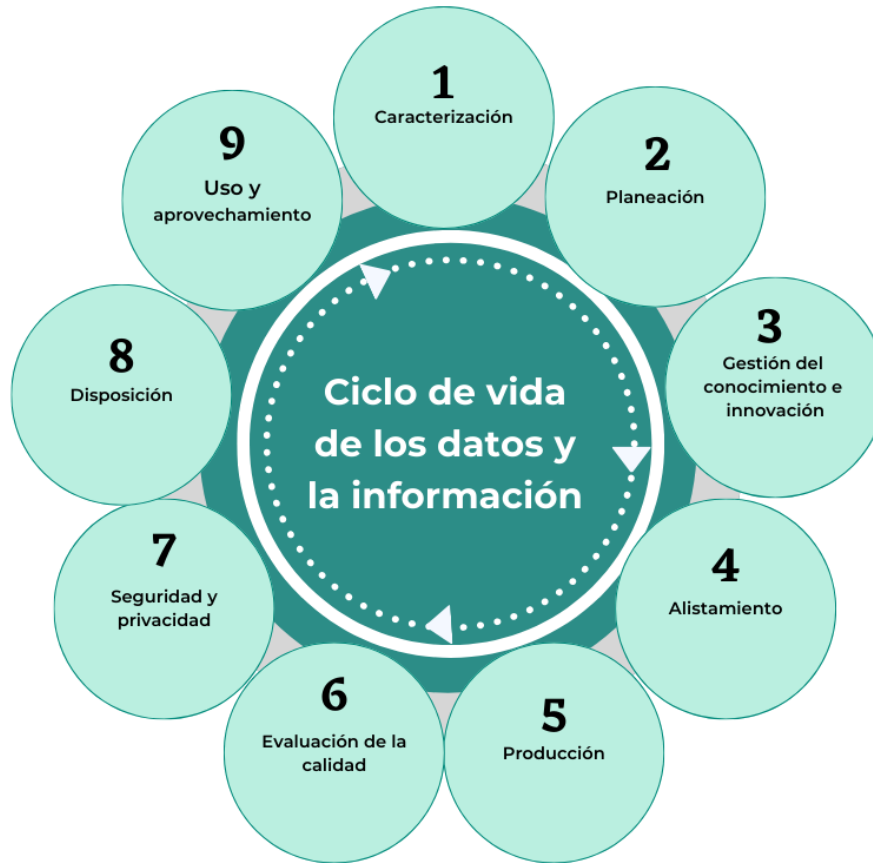 Ciclo de vida
de los datos y
la información
1
Caracterización
2
Planeación
3
Gestión del
conocimiento e
innovación
4
Alistamiento
5
Producción
6
Evaluación de la
calidad
7
Seguridad y
privacidad
8
Disposición
9
Uso y
aprovechamiento